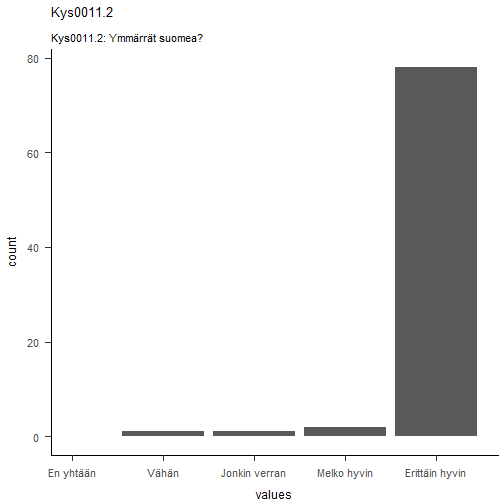 Kys0011.2
Kys0011.2: Ymmärrät suomea?
80
60
40
20
0
count
En yhtään
Vähän
Jonkin verran
Melko hyvin
Erittäin hyvin
values